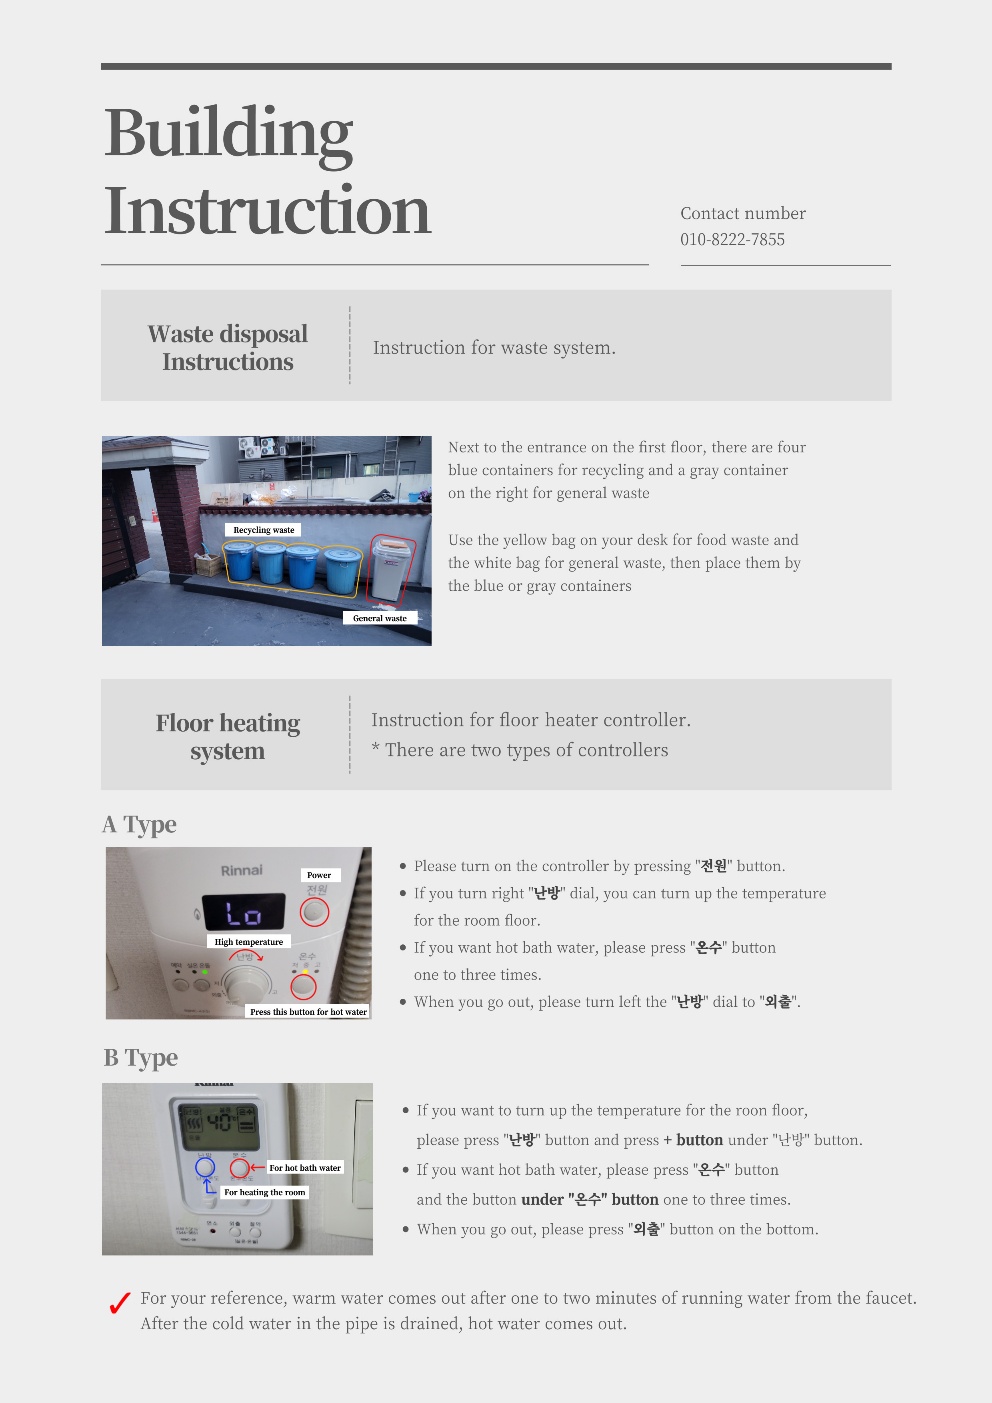 Building
Instruction
Contact number
010-8222-7855
Waste disposal
Instructions
Instruction for waste system.
Recycling waste
General waste
Next to the entrance on the first floor, there are four
blue containers for recycling and a gray container
on the right for general waste
Use the yellow bag on your desk for food waste and
the white bag for general waste, then place them by
the blue or gray containers
Floor heating
system
Instruction for floor heater controller.
* There are two types of controllers
A Type
Rinnai
Power
전원
Lo
High temperature
난방
온수
Press this button for hot water
• Please turn on the controller by pressing "전원" button.
• If you turn right "난방" dial, you can turn up the temperature
for the room floor.
• If you want hot bath water, please press "온수" button
one to three times.
• When you go out, please turn left the "난방" dial to "외출".
B Type
Rinnai
40
난방
온수
For hot bath water
For heating the room
연소
외출
• If you want to turn up the temperature for the roon floor,
please press "난방" button and press + button under "난방" button.
• If you want hot bath water, please press "온수" button
and the button under "온수" button one to three times.
• When you go out, please press "외출" button on the bottom.
✓ For your reference, warm water comes out after one to two minutes of running water from the faucet.
After the cold water in the pipe is drained, hot water comes out.